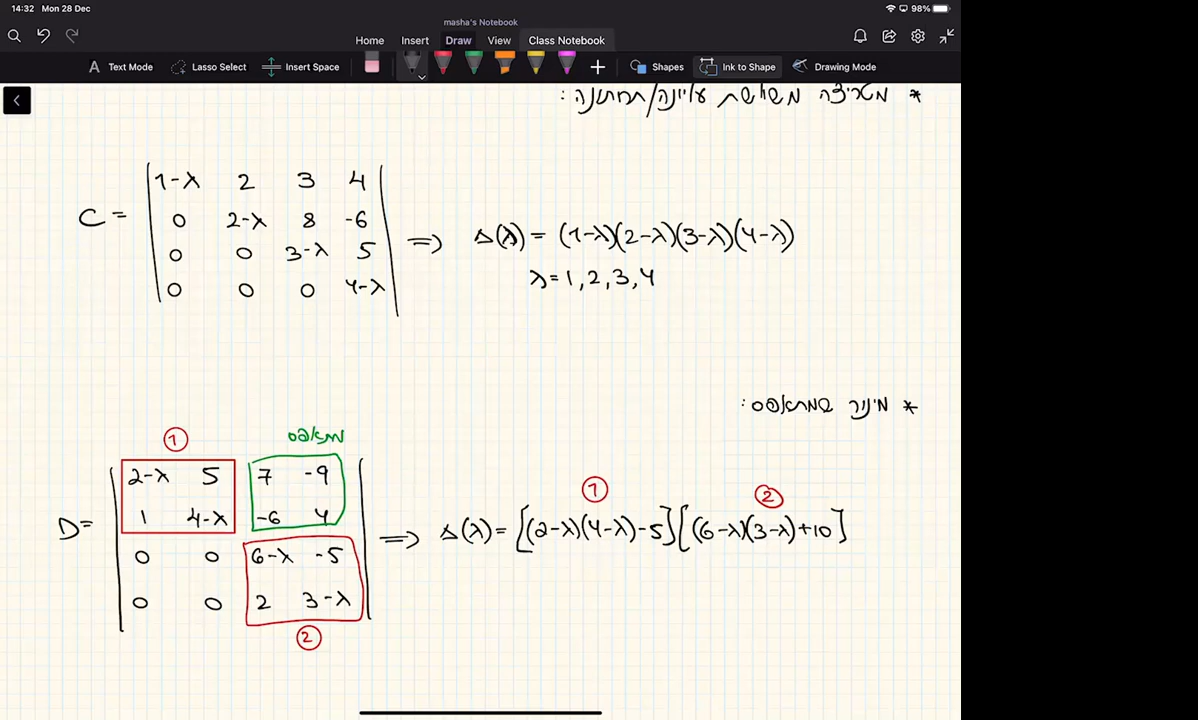 14:32 Mon 28 Dec
98%
masha's Notebook
Home Insert Draw View Class Notebook
Text Mode Lasso Select Insert Space Shapes Ink to Shape Drawing Mode
* מטריצה משולשת עליונה/תחתונה :
C = | 1-λ 2 3 4 |
| 0 2-λ 8 -6 |
| 0 0 3-λ 5 |
| 0 0 0 4-λ |
⟹ Δ(λ) = (1-λ)(2-λ)(3-λ)(4-λ)
λ=1,2,3,4
* מינור שמתאפס :
①
מתאפס
D = | 2-λ 5 7 -9 |
| 1 4-λ -6 4 |
| 0 0 6-λ -5 |
| 0 0 2 3-λ |
②
① ②
⟹ Δ(λ) = [(2-λ)(4-λ)-5][(6-λ)(3-λ)+10]